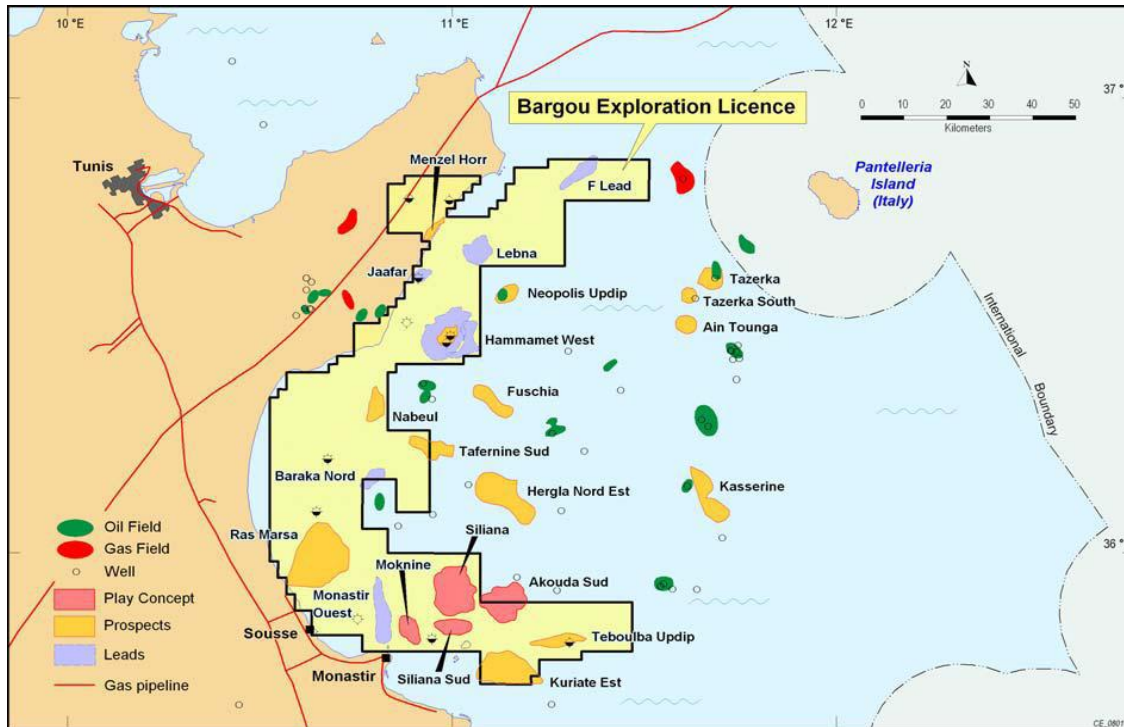 10 °E
11 °E
12 °E
N
0 10 20 30 40 50
Kilometers
37 °
Bargou Exploration Licence
Menzel Horr
Tunis
F Lead
Pantelleria
Island
(Italy)
Lebna
Jaafar
Tazerka
Neopolis Updip
Tazerka South
Ain Tounga
International
Boundary
Hammamet West
Fuschia
Nabeul
Tafernine Sud
Baraka Nord
Kasserine
Hergla Nord Est
Oil Field
Gas Field
Well
Play Concept
Prospects
Leads
Gas pipeline
Ras Marsa
Siliana
Moknine
36 °
Akouda Sud
Monastir
Ouest
Sousse
Teboulba Updip
Monastir
Siliana Sud
Kuriate Est
CE_0801